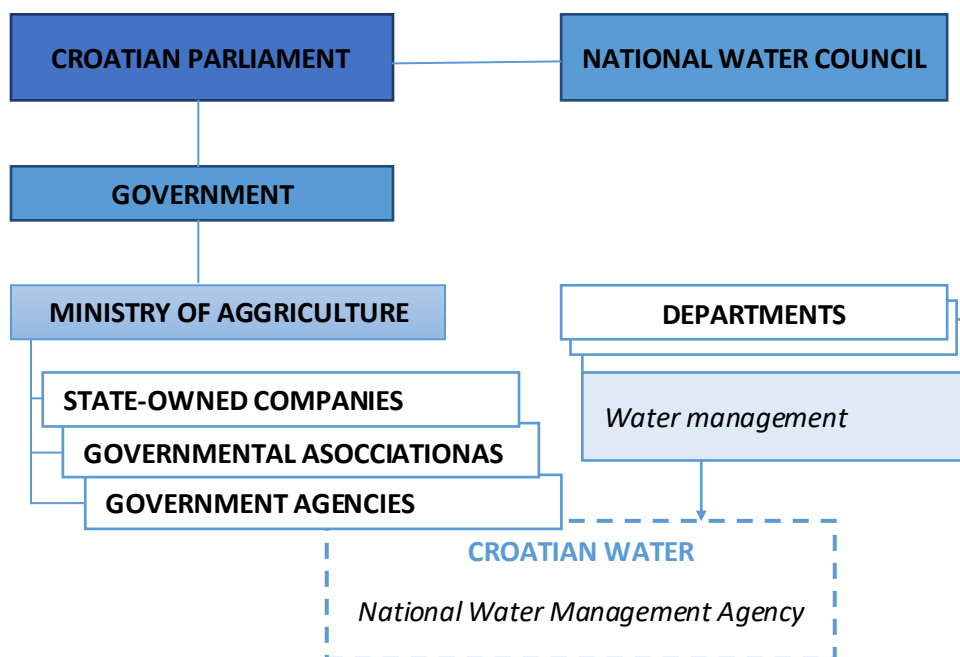 CROATIAN PARLIAMENT
NATIONAL WATER COUNCIL
GOVERNMENT
MINISTRY OF AGGRICULTURE
DEPARTMENTS
STATE-OWNED COMPANIES
Water management
GOVERNMENTAL ASOCCIATIONAS
GOVERNMENT AGENCIES
CROATIAN WATER
National Water Management Agency